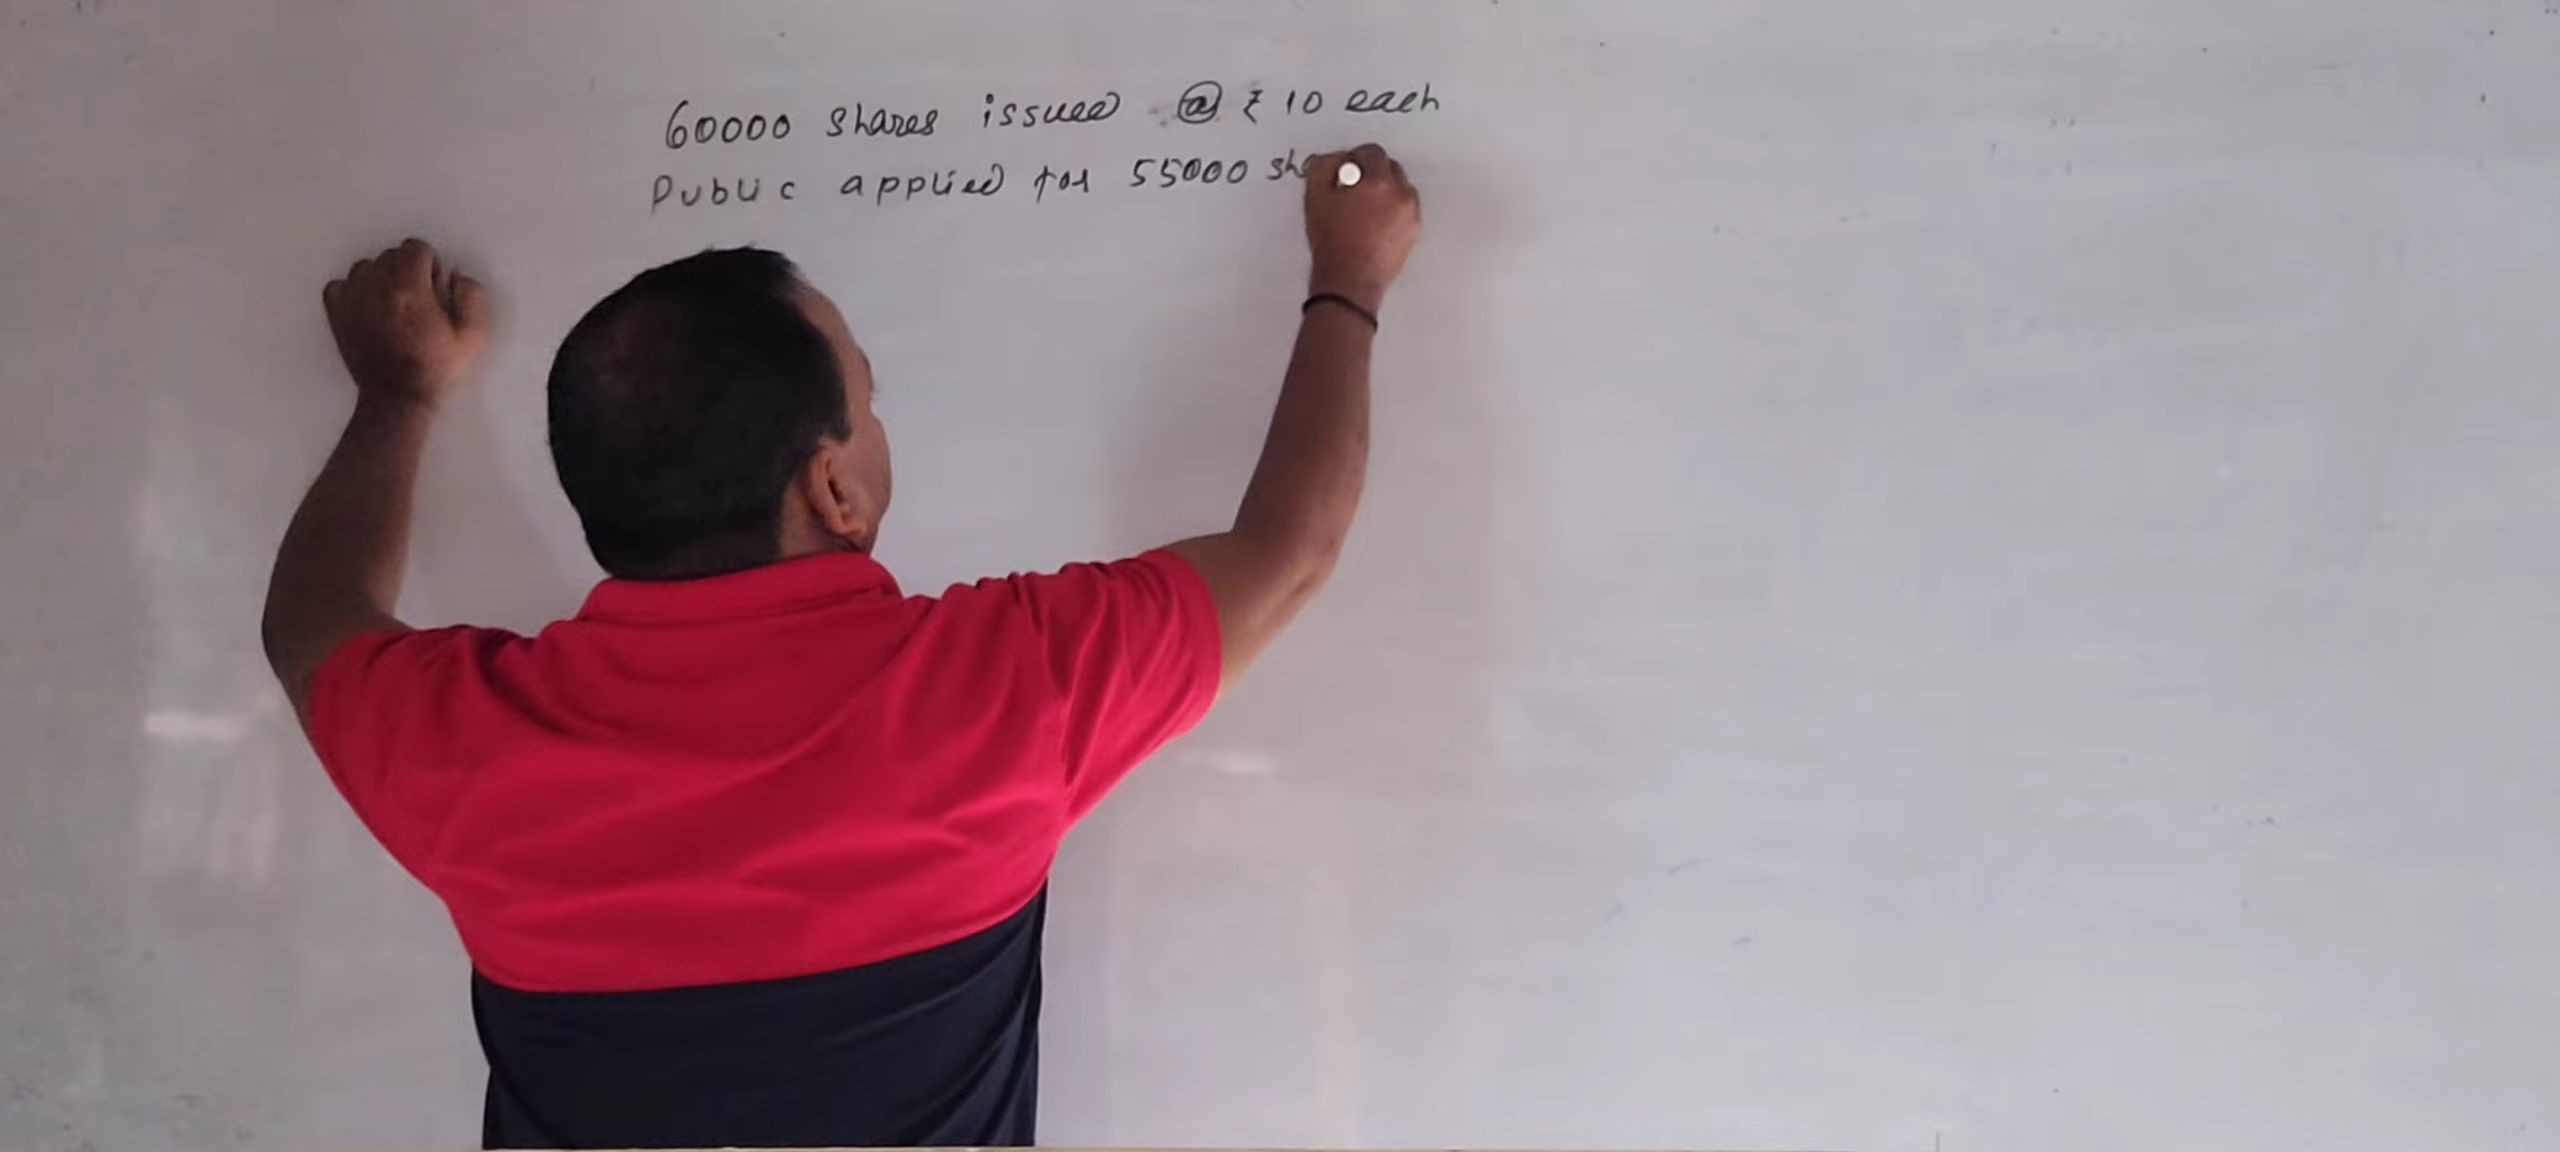 60000 shares issued @ ₹ 10 each
Public applied for 55000